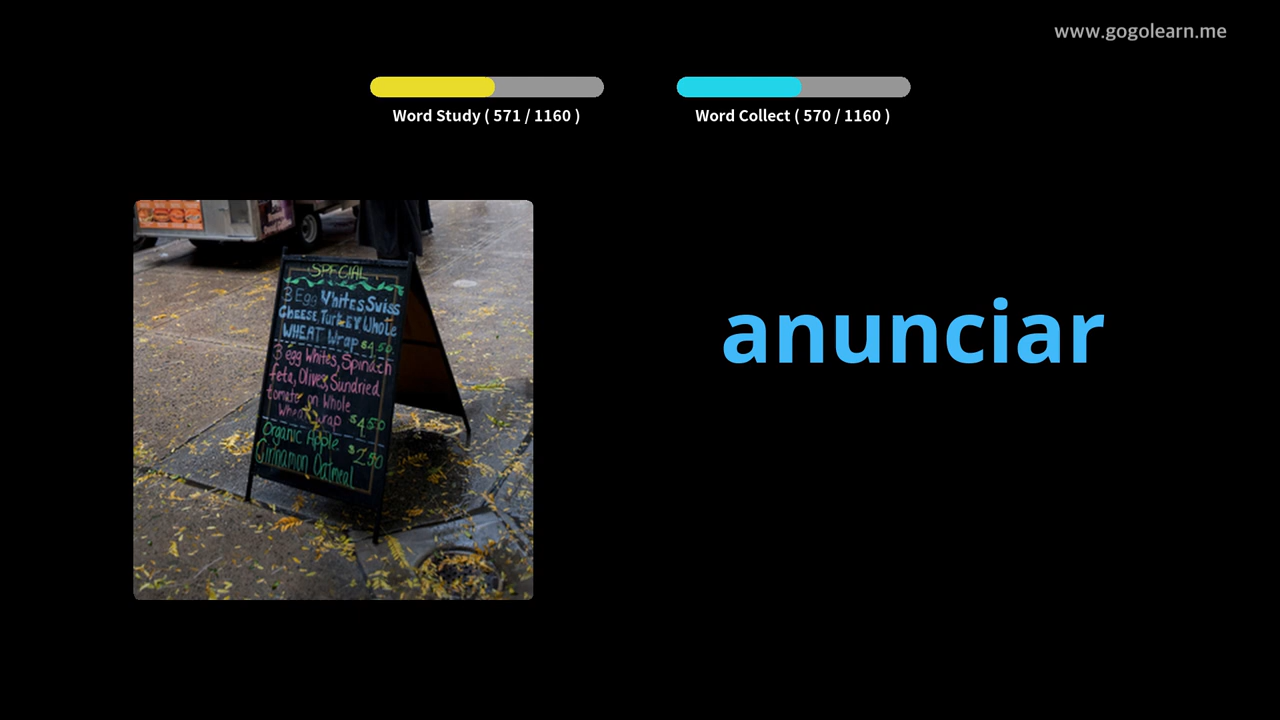 www.gogolearn.me
Word Study ( 571 / 1160 )
Word Collect ( 570 / 1160 )
SPECIAL
3 Egg Whites, Swiss
Cheese, Turkey Whole
WHEAT Wrap $4.50
3 egg Whites, Spinach
feta, Olives, Sundried
tomato on Whole
Wheat Wrap $4.50
Organic Apple
Cinnamon Oatmeal $2.50
anunciar